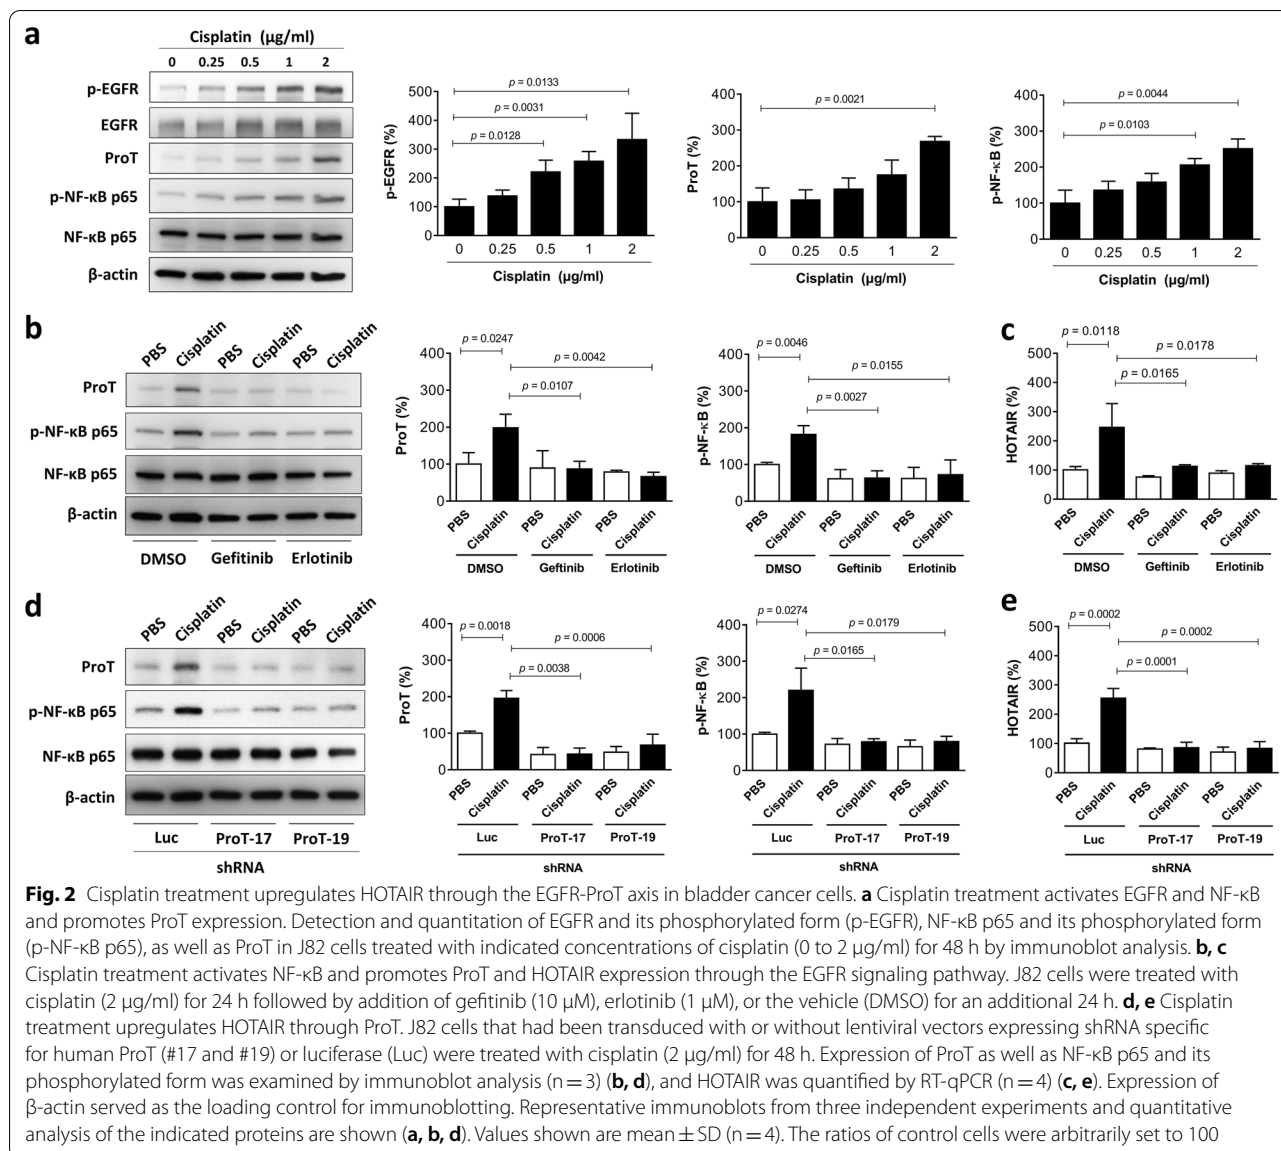 a
Cisplatin (µg/ml)
0 0.25 0.5 1 2
p-EGFR
EGFR
ProT
p-NF-κB p65
NF-κB p65
β-actin
p-EGFR (%)
500
400
300
200
100
0
p = 0.0133
p = 0.0031
p = 0.0128
0 0.25 0.5 1 2
Cisplatin (µg/ml)
ProT (%)
400
300
200
100
0
p = 0.0021
0 0.25 0.5 1 2
Cisplatin (µg/ml)
p-NF-κB (%)
400
300
200
100
0
p = 0.0044
p = 0.0103
0 0.25 0.5 1 2
Cisplatin (µg/ml)
b
PBS Cisplatin PBS Cisplatin PBS Cisplatin
ProT
p-NF-κB p65
NF-κB p65
β-actin
DMSO Gefitinib Erlotinib
ProT (%)
400
300
200
100
0
p = 0.0247
p = 0.0042
p = 0.0107
PBS Cisplatin PBS Cisplatin PBS Cisplatin
DMSO Geftinib Erlotinib
p-NF-κB (%)
400
300
200
100
0
p = 0.0046
p = 0.0155
p = 0.0027
PBS Cisplatin PBS Cisplatin PBS Cisplatin
DMSO Geftinib Erlotinib
c
HOTAIR (%)
500
400
300
200
100
0
p = 0.0118
p = 0.0178
p = 0.0165
PBS Cisplatin PBS Cisplatin PBS Cisplatin
DMSO Geftinib Erlotinib
d
PBS Cisplatin PBS Cisplatin PBS Cisplatin
ProT
p-NF-κB p65
NF-κB p65
β-actin
Luc ProT-17 ProT-19
shRNA
ProT (%)
400
300
200
100
0
p = 0.0018
p = 0.0006
p = 0.0038
PBS Cisplatin PBS Cisplatin PBS Cisplatin
Luc ProT-17 ProT-19
shRNA
p-NF-κB (%)
400
300
200
100
0
p = 0.0274
p = 0.0179
p = 0.0165
PBS Cisplatin PBS Cisplatin PBS Cisplatin
Luc ProT-17 ProT-19
shRNA
e
HOTAIR (%)
500
400
300
200
100
0
p = 0.0002
p = 0.0002
p = 0.0001
PBS Cisplatin PBS Cisplatin PBS Cisplatin
Luc ProT-17 ProT-19
shRNA
Fig. 2 Cisplatin treatment upregulates HOTAIR through the EGFR-ProT axis in bladder cancer cells. a Cisplatin treatment activates EGFR and NF-κB
and promotes ProT expression. Detection and quantitation of EGFR and its phosphorylated form (p-EGFR), NF-κB p65 and its phosphorylated form
(p-NF-κB p65), as well as ProT in J82 cells treated with indicated concentrations of cisplatin (0 to 2 µg/ml) for 48 h by immunoblot analysis. b, c
Cisplatin treatment activates NF-κB and promotes ProT and HOTAIR expression through the EGFR signaling pathway. J82 cells were treated with
cisplatin (2 µg/ml) for 24 h followed by addition of gefitinib (10 µM), erlotinib (1 µM), or the vehicle (DMSO) for an additional 24 h. d, e Cisplatin
treatment upregulates HOTAIR through ProT. J82 cells that had been transduced with or without lentiviral vectors expressing shRNA specific
for human ProT (#17 and #19) or luciferase (Luc) were treated with cisplatin (2 µg/ml) for 48 h. Expression of ProT as well as NF-κB p65 and its
phosphorylated form was examined by immunoblot analysis (n = 3) (b, d), and HOTAIR was quantified by RT-qPCR (n = 4) (c, e). Expression of
β-actin served as the loading control for immunoblotting. Representative immunoblots from three independent experiments and quantitative
analysis of the indicated proteins are shown (a, b, d). Values shown are mean ± SD (n = 4). The ratios of control cells were arbitrarily set to 100